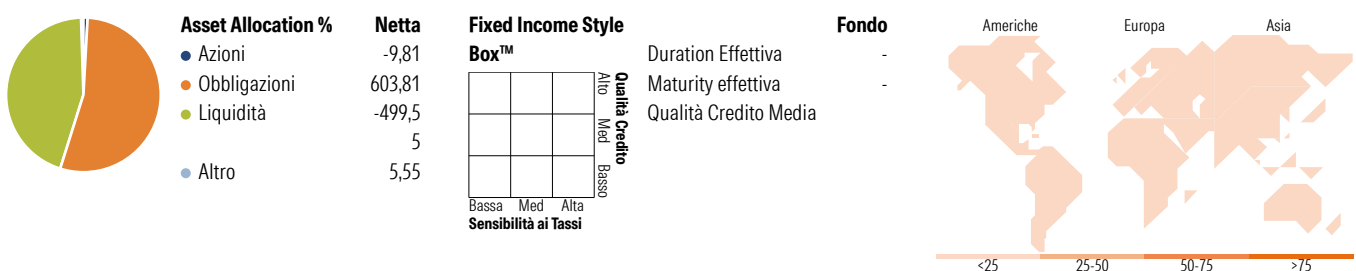 Asset Allocation % Netta
Azioni -9,81
Obbligazioni 603,81
Liquidità -499,5
5
Altro 5,55
Fixed Income Style
Box™
Alto Med Basso
Qualità Credito
Bassa Med Alta
Sensibilità ai Tassi
Fondo
Duration Effettiva -
Maturity effettiva -
Qualità Credito Media
Americhe Europa Asia
<25 25-50 50-75 >75